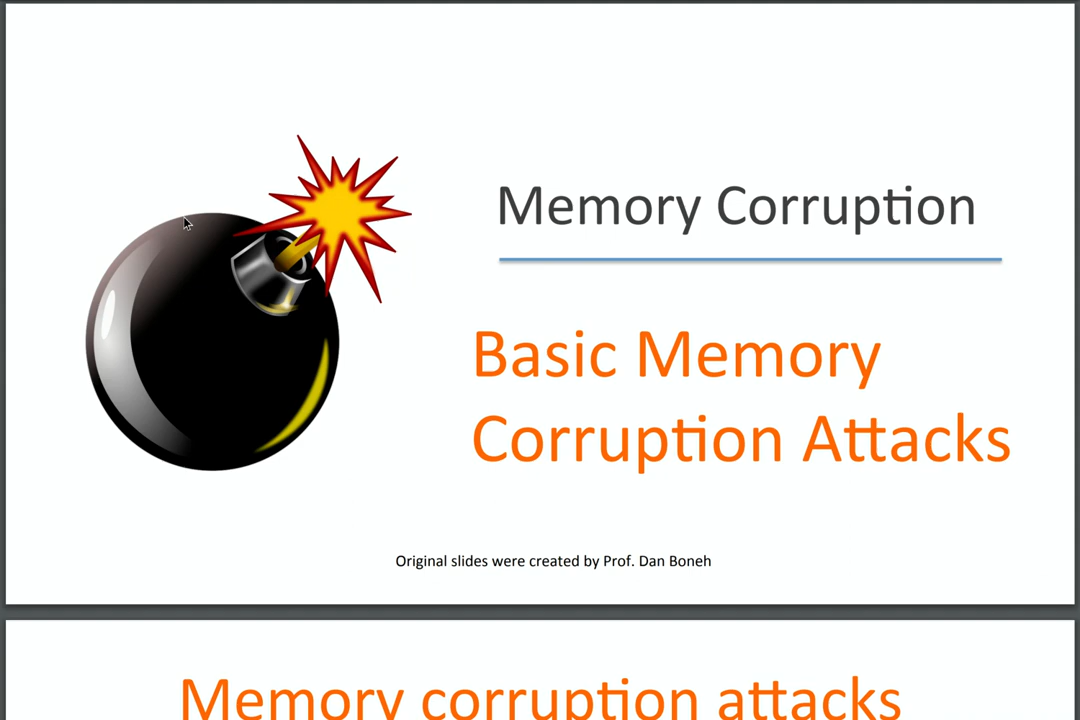 Memory Corruption
Basic Memory
Corruption Attacks
Original slides were created by Prof. Dan Boneh
Memory corruption attacks